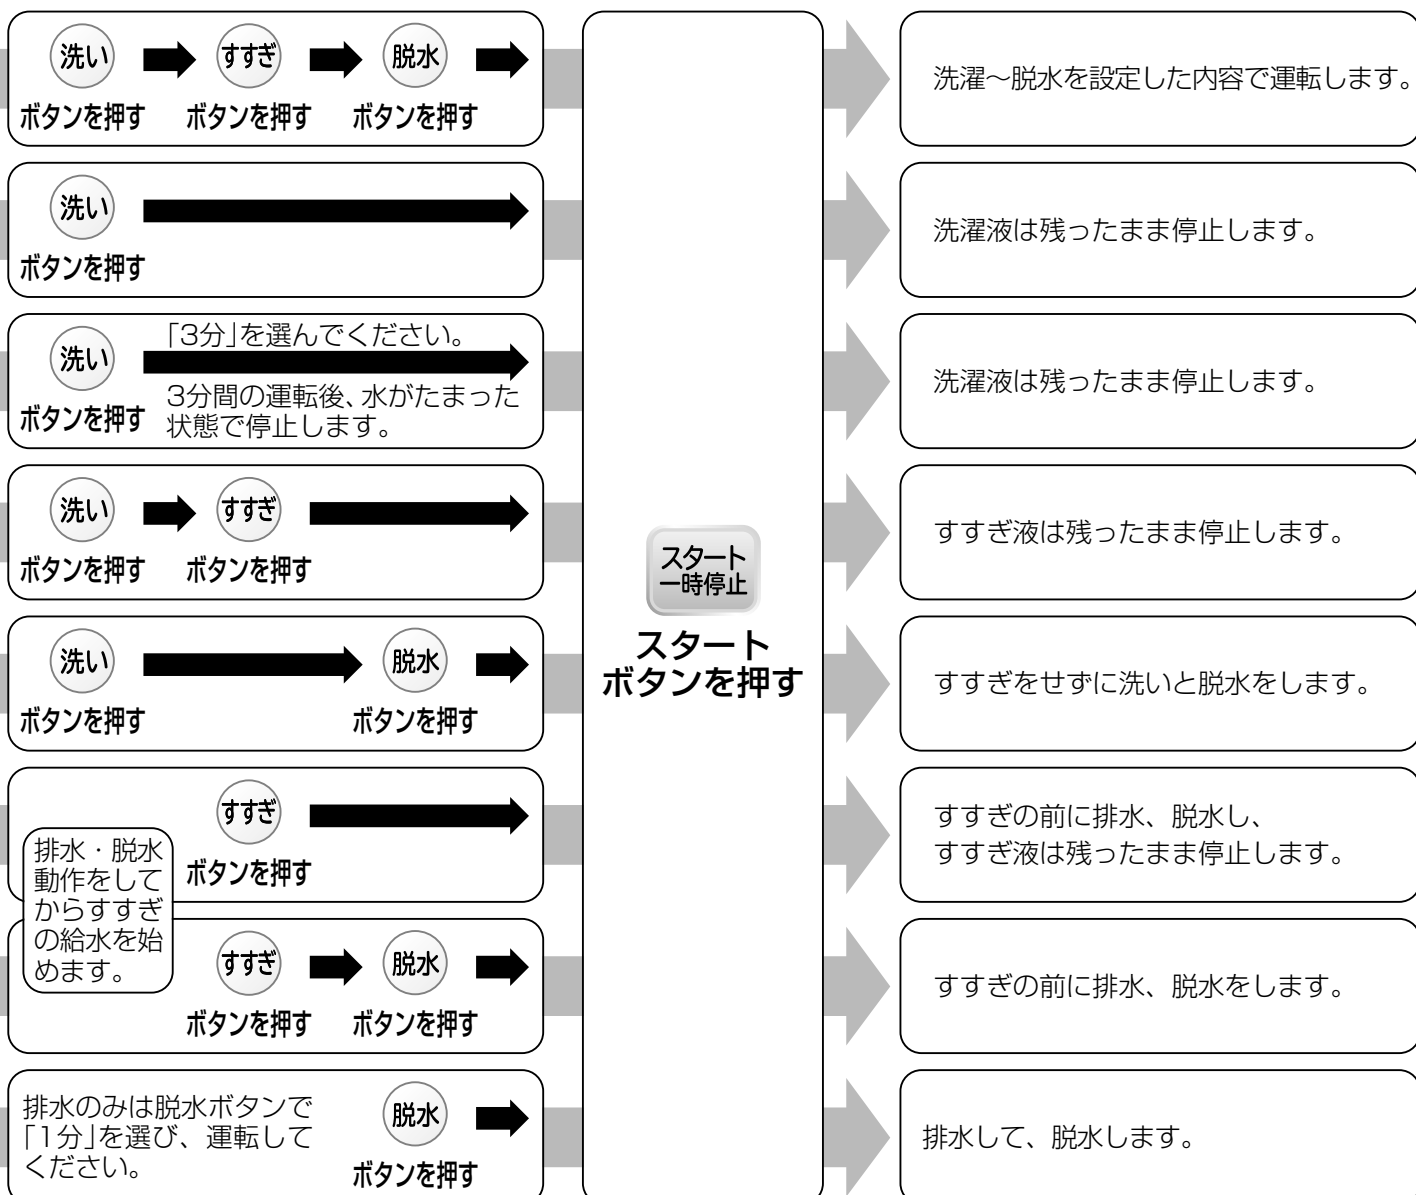 洗い すすぎ 脱水
ボタンを押す ボタンを押す ボタンを押す
洗濯〜脱水を設定した内容で運転します。
洗い
ボタンを押す
洗濯液は残ったまま停止します。
「3分」を選んでください。
洗い
3分間の運転後、水がたまった
状態で停止します。
ボタンを押す
洗濯液は残ったまま停止します。
洗い すすぎ
ボタンを押す ボタンを押す
すすぎ液は残ったまま停止します。
スタート
一時停止
スタート
ボタンを押す
洗い 脱水
ボタンを押す ボタンを押す
すすぎをせずに洗いと脱水をします。
すすぎ
ボタンを押す
すすぎの前に排水、脱水し、
すすぎ液は残ったまま停止します。
排水・脱水
動作をして
からすすぎ
の給水を始
めます。
すすぎ 脱水
ボタンを押す ボタンを押す
すすぎの前に排水、脱水をします。
排水のみは脱水ボタンで
「1分」を選び、運転して
ください。
脱水
ボタンを押す
排水して、脱水します。